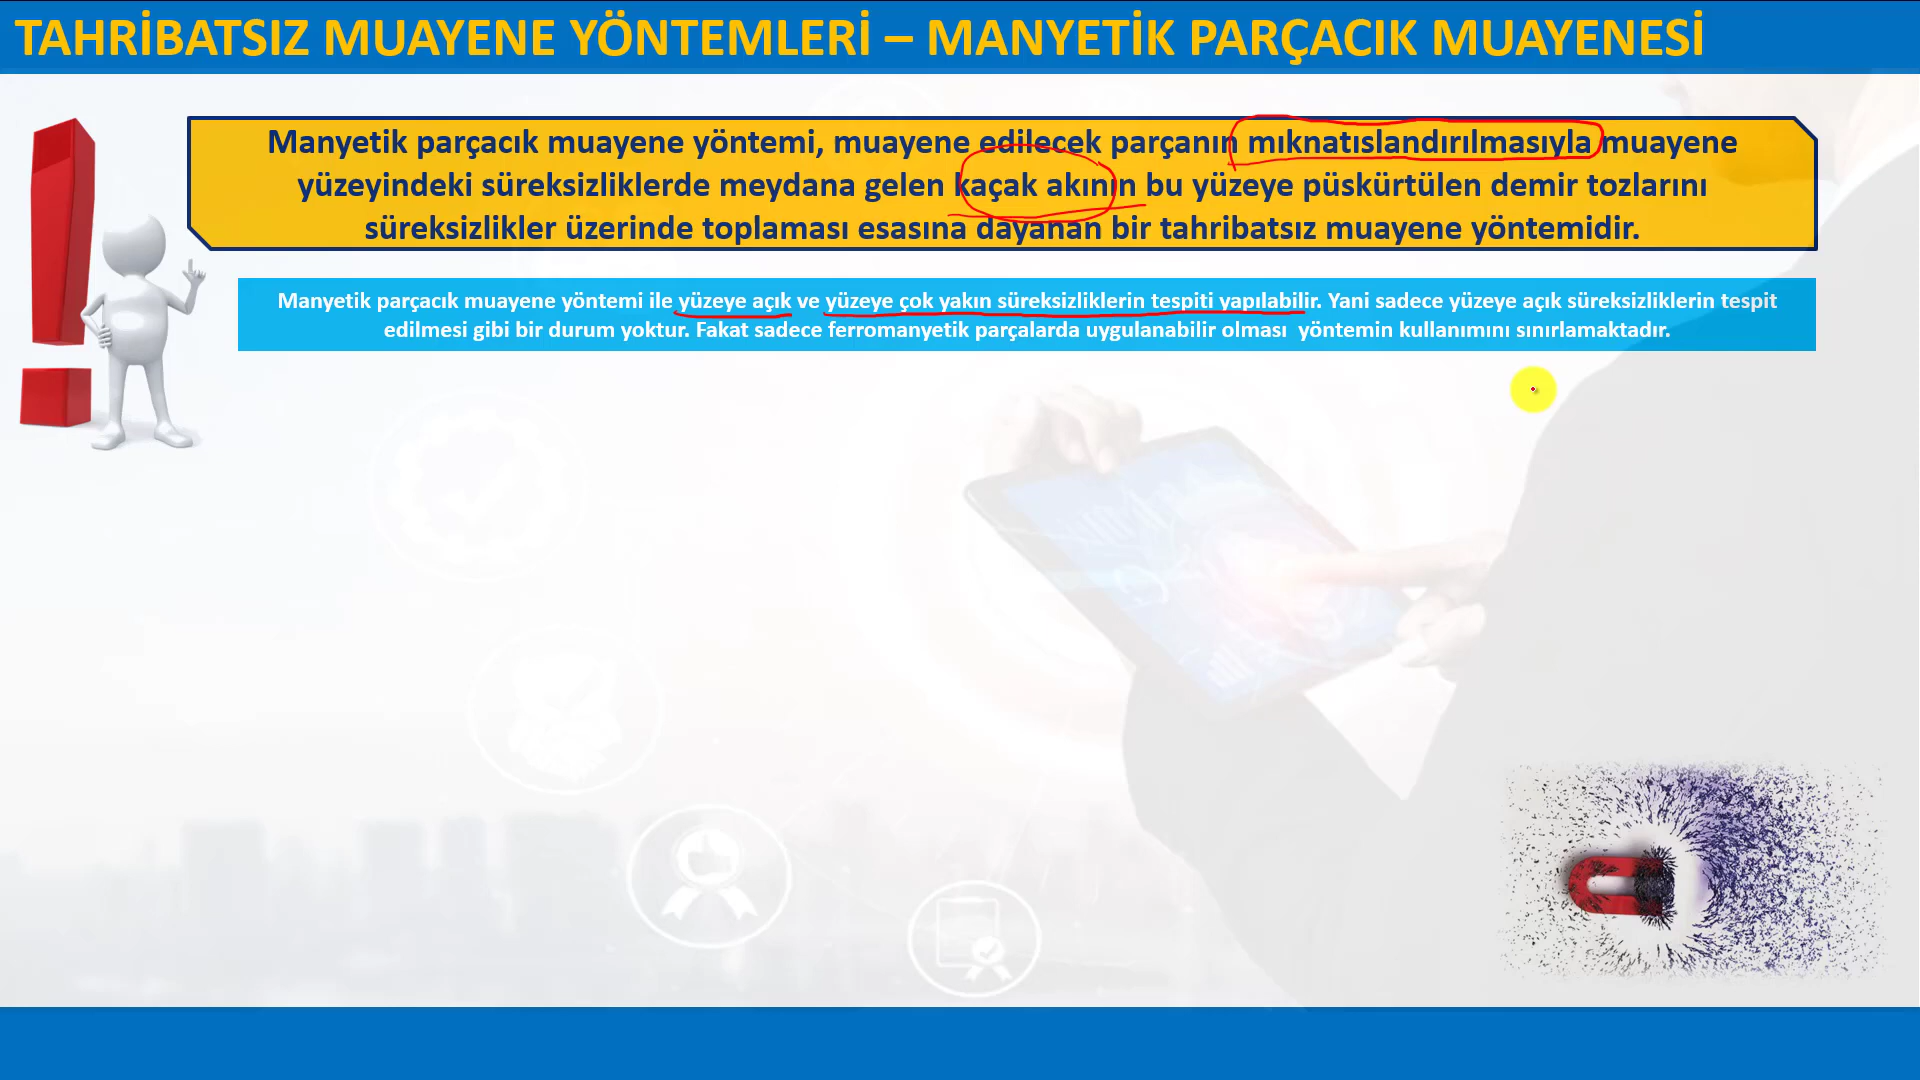 TAHRİBATSIZ MUAYENE YÖNTEMLERİ – MANYETİK PARÇACIK MUAYENESİ
Manyetik parçacık muayene yöntemi, muayene edilecek parçanın mıknatıslandırılmasıyla muayene
yüzeyindeki süreksizliklerde meydana gelen kaçak akının bu yüzeye püskürtülen demir tozlarını
süreksizlikler üzerinde toplaması esasına dayanan bir tahribatsız muayene yöntemidir.
Manyetik parçacık muayene yöntemi ile yüzeye açık ve yüzeye çok yakın süreksizliklerin tespiti yapılabilir. Yani sadece yüzeye açık süreksizliklerin tespit
edilmesi gibi bir durum yoktur. Fakat sadece ferromanyetik parçalarda uygulanabilir olması yöntemin kullanımını sınırlamaktadır.